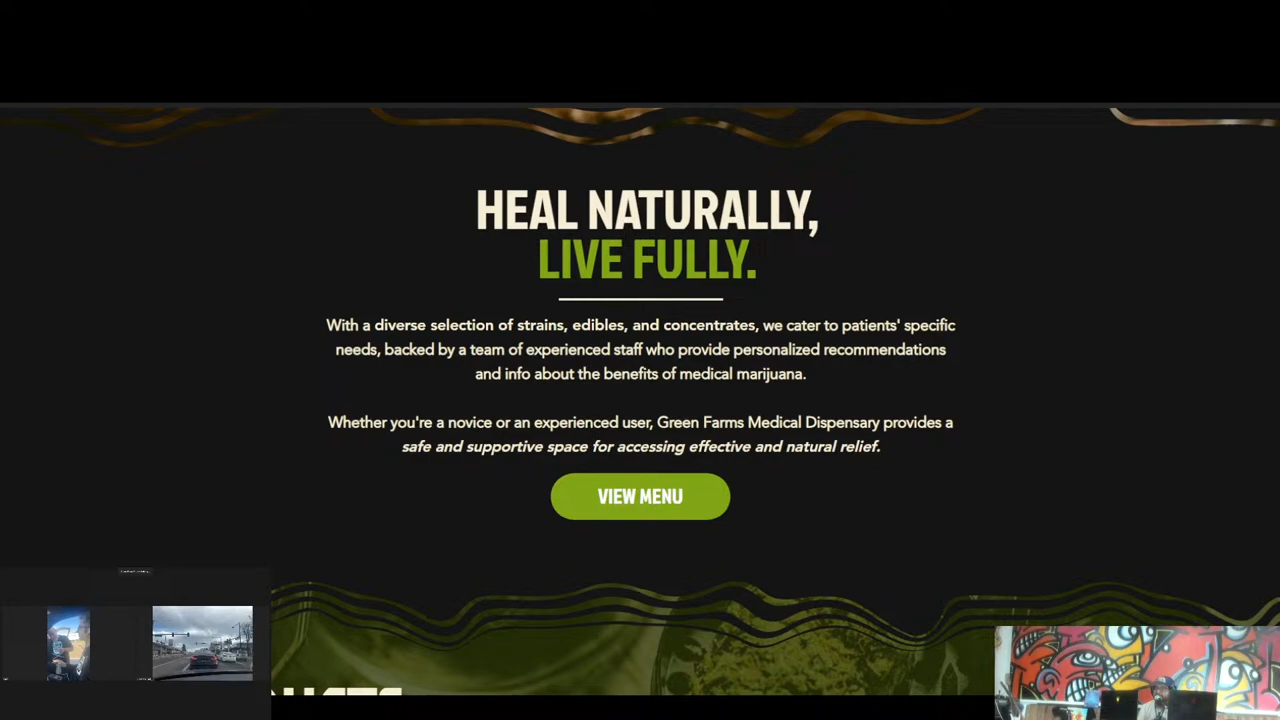 HEAL NATURALLY,
LIVE FULLY.
With a diverse selection of strains, edibles, and concentrates, we cater to patients' specific
needs, backed by a team of experienced staff who provide personalized recommendations
and info about the benefits of medical marijuana.
Whether you're a novice or an experienced user, Green Farms Medical Dispensary provides a
safe and supportive space for accessing effective and natural relief.
VIEW MENU